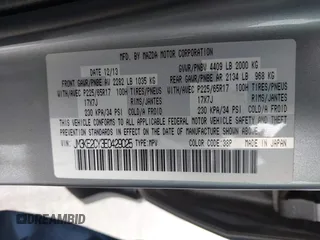 MFD. BY MAZDA MOTOR CORPORATION
DATE 12/13 GVWR/PNBV 4409 LB 2000 KG
FRONT GAWR/PNBE AV 2282 LB 1035 KG REAR GAWR/PNBE AR 2134 LB 968 KG
WITH/AVEC P225/65R17 100H TIRES/PNEUS WITH/AVEC P225/65R17 100H TIRES/PNEUS
17X7J RIMS/JANTES 17X7J RIMS/JANTES
230 KPA/34 PSI COLD/A FROID 230 KPA/34 PSI COLD/A FROID
THIS VEHICLE CONFORMS TO ALL APPLICABLE FEDERAL MOTOR VEHICLE SAFETY, BUMPER, AND THEFT PREVENTION STANDARDS IN EFFECT ON THE DATE OF MANUFACTURE SHOWN ABOVE.
VIN: JM3KE2CY3E0429025 TYPE: MPV COLOR CODE: 38P MADE IN JAPAN
AUTOBIDMASTER